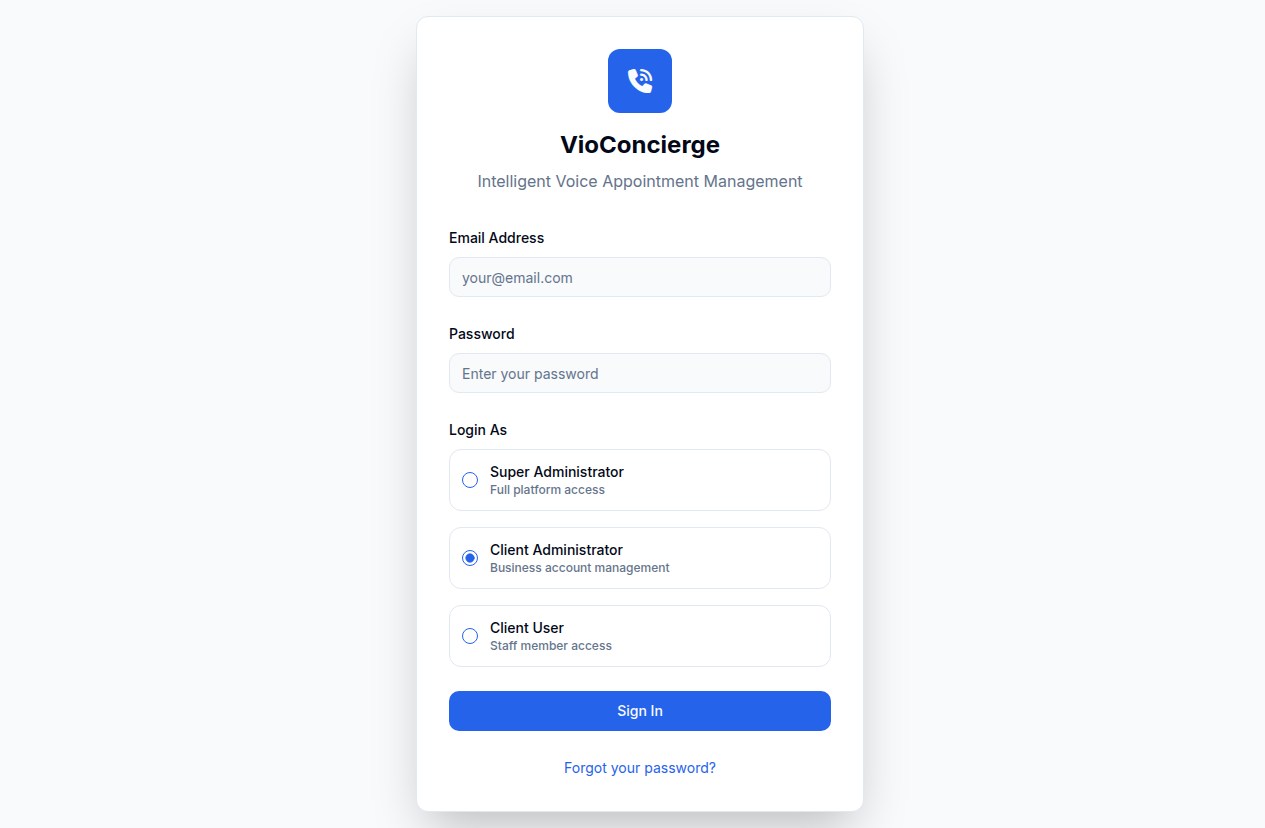 VioConcierge
Intelligent Voice Appointment Management
Email Address
your@email.com
Password
Enter your password
Login As
Super Administrator
Full platform access
Client Administrator
Business account management
Client User
Staff member access
Sign In
Forgot your password?